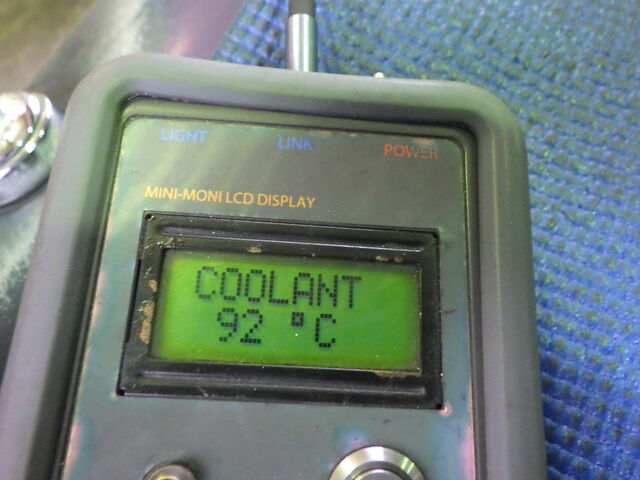 LIGHT LINK POWER
MINI-MONI LCD DISPLAY
COOLANT
92 °C